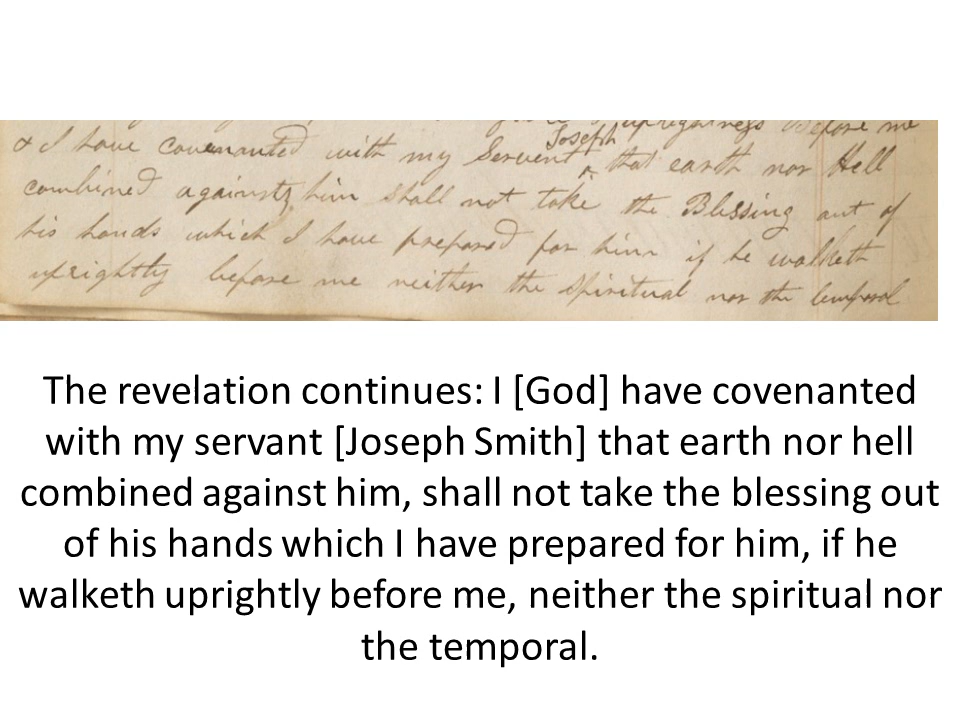 uprightness before me
& I have covenanted with my Servent Joseph that earth nor Hell
combined against him shall not take the Blessing out of
his hands which I have prepared for him if he walketh
uprightly before me neither the spiritual nor the temporal
The revelation continues: I [God] have covenanted
with my servant [Joseph Smith] that earth nor hell
combined against him, shall not take the blessing out
of his hands which I have prepared for him, if he
walketh uprightly before me, neither the spiritual nor
the temporal.